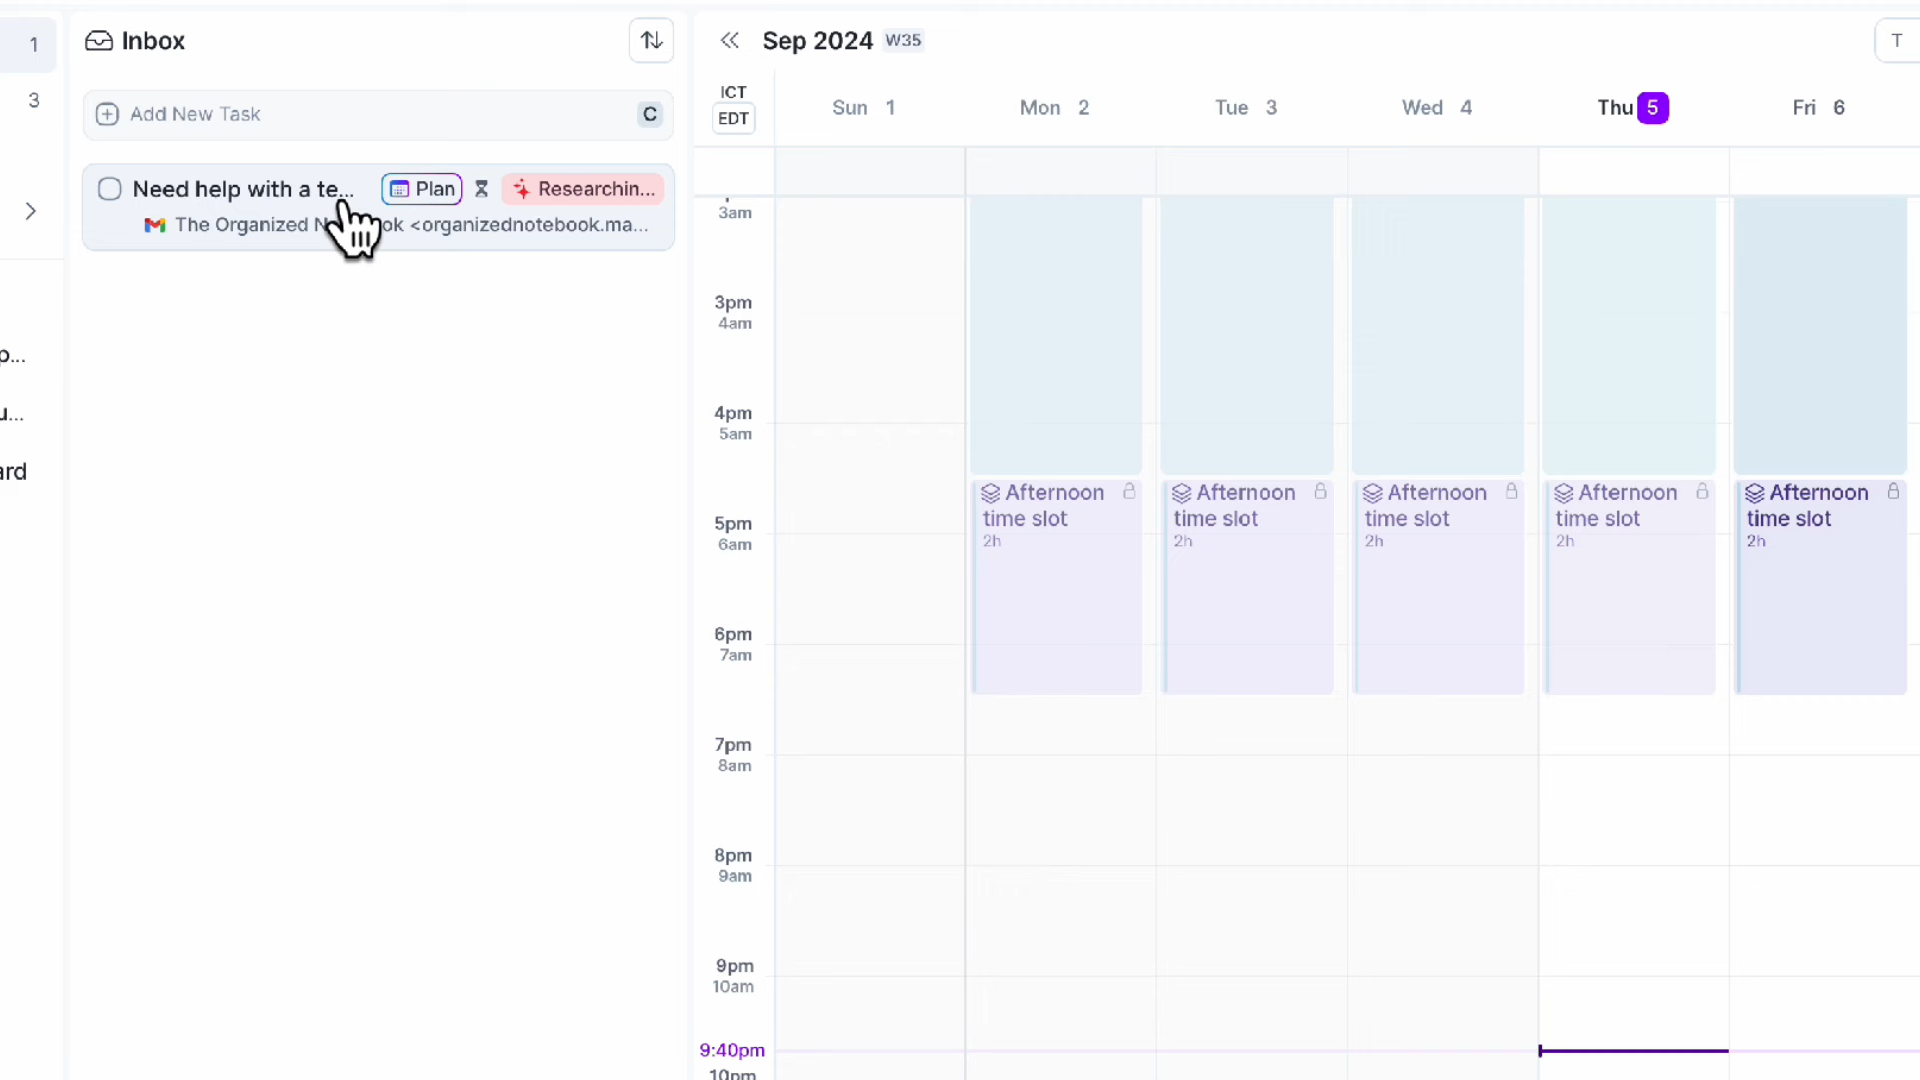 1
Inbox
Sep 2024 W35
T
3
Add New Task C
ICT
EDT
Sun 1
Mon 2
Tue 3
Wed 4
Thu 5
Fri 6
Need help with a te... Plan Researchin...
The Organized N ok <organizednotebook.ma...
3am
3pm
4am
p...
u...
ard
4pm
5am
Afternoon
time slot
2h
Afternoon
time slot
2h
Afternoon
time slot
2h
Afternoon
time slot
2h
Afternoon
time slot
2h
5pm
6am
6pm
7am
7pm
8am
8pm
9am
9pm
10am
9:40pm
10pm